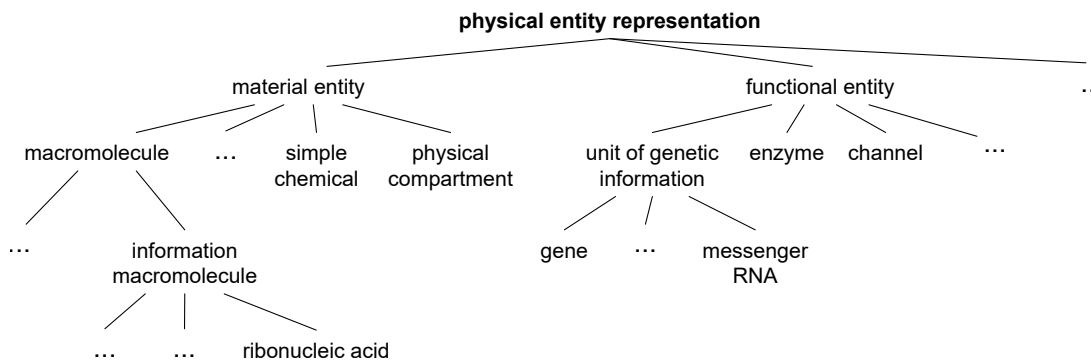 physical entity representation
material entity
functional entity
...
macromolecule
...
simple
chemical
physical
compartment
unit of genetic
information
enzyme
channel
...
...
information
macromolecule
gene
...
messenger
RNA
...
...
ribonucleic acid